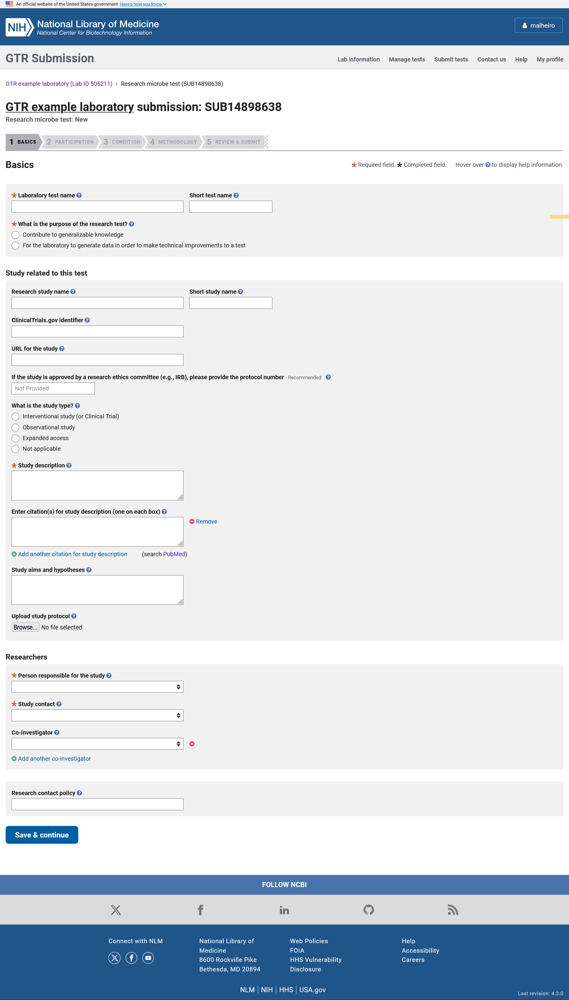 An official website of the United States government Here's how you know
NIH National Library of Medicine
National Center for Biotechnology Information
malheiro
GTR Submission
Lab information Manage tests Submit tests Contact us Help My profile
GTR example laboratory (Lab ID 505211) › Research microbe test (SUB14898638)
GTR example laboratory submission: SUB14898638
Research microbe test: New
1 BASICS 2 PARTICIPATION 3 CONDITION 4 METHODOLOGY 5 REVIEW & SUBMIT
Basics
* Required field. * Completed field. Hover over ? to display help information.
* Laboratory test name ? Short test name ?
* What is the purpose of the research test? ?
Contribute to generalizable knowledge
For the laboratory to generate data in order to make technical improvements to a test
Study related to this test
Research study name ? Short study name ?
ClinicalTrials.gov identifier ?
URL for the study ?
If the study is approved by a research ethics committee (e.g., IRB), please provide the protocol number - Recommended ?
Not Provided
What is the study type? ?
Interventional study (or Clinical Trial)
Observational study
Expanded access
Not applicable
* Study description ?
Enter citation(s) for study description (one on each box) ?
Remove
Add another citation for study description (search PubMed)
Study aims and hypotheses ?
Upload study protocol ?
Browse... No file selected.
Researchers
* Person responsible for the study ?
* Study contact ?
Co-investigator ?
Add another co-investigator
Research contact policy ?
Save & continue
FOLLOW NCBI
Connect with NLM
National Library of
Medicine
8600 Rockville Pike
Bethesda, MD 20894
Web Policies
FOIA
HHS Vulnerability
Disclosure
Help
Accessibility
Careers
NLM | NIH | HHS | USA.gov
Last revision: 4.3.0